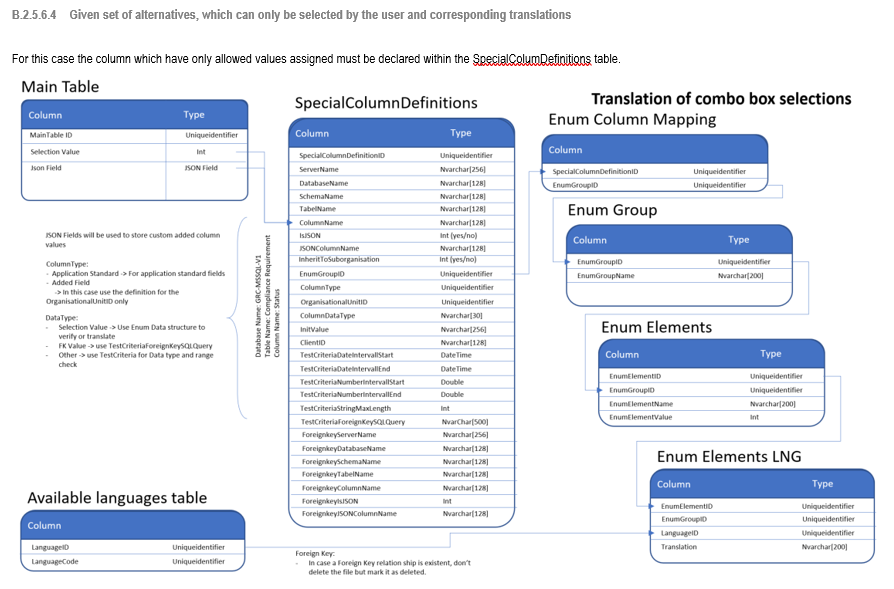 B.2.5.6.4 Given set of alternatives, which can only be selected by the user and corresponding translations
For this case the column which have only allowed values assigned must be declared within the SpecialColumDefinitions table.
Main Table
Column Type
MainTable ID Uniqueidentifier
Selection Value Int
Json Field JSON Field
JSON Fields will be used to store custom added column
values
ColumnType:
- Application Standard -> For application standard fields
- Added Field
-> In this case use the definition for the
OrganisationalUnitID only
DataType:
- Selection Value -> Use Enum Data structure to
verify or translate
- FK Value -> use TestCriteriaForeignKeySQLQuery
- Other -> use TestCriteria for Data type and range
check
Database Name: GRC-MSSQL-V1
Table Name: Compliance Requirement
Column Name: Status
Available languages table
Column
LanguageID Uniqueidentifier
LanguageCode Uniqueidentifier
SpecialColumnDefinitions
Column Type
SpecialColumnDefinitionID Uniqueidentifier
ServerName Nvarchar[256]
DatabaseName Nvarchar[128]
SchemaName Nvarchar[128]
TabelName Nvarchar[128]
ColumnName Nvarchar[128]
IsJSON Int (yes/no)
JSONColumnName Nvarchar[128]
InheritToSuborganisation Int (yes/no)
EnumGroupID Uniqueidentifier
ColumnType Uniqueidentifier
OrganisationalUnitID Uniqueidentifier
ColumnDataType Nvarchar[30]
InitValue Nvarchar[256]
ClientID Nvarchar[128]
TestCriteriaDateIntervallStart DateTime
TestCriteriaDateIntervallEnd DateTime
TestCriteriaNumberIntervallStart Double
TestCriteriaNumberIntervallEnd Double
TestCriteriaStringMaxLength Int
TestCriteriaForeignKeySQLQuery NvarChar[500]
ForeignkeyServerName Nvarchar[256]
ForeignkeyDatabaseName Nvarchar[128]
ForeignkeySchemaName Nvarchar[128]
ForeignkeyTabelName Nvarchar[128]
ForeignkeyColumnName Nvarchar[128]
ForeignkeyIsJSON Int
ForeignkeyJSONColumnName Nvarchar[128]
Foreign Key:
- In case a Foreign Key relation ship is existent, don't
delete the file but mark it as deleted.
Translation of combo box selections
Enum Column Mapping
Column
SpecialColumnDefinitionID Uniqueidentifier
EnumGroupID Uniqueidentifier
Enum Group
Column Type
EnumGroupID Uniqueidentifier
EnumGroupName Nvarchar[200]
Enum Elements
Column Type
EnumElementID Uniqueidentifier
EnumGroupID Uniqueidentifier
EnumElementName Nvarchar[200]
EnumElementValue Int
Enum Elements LNG
Column Type
EnumElementID Uniqueidentifier
EnumGroupID Uniqueidentifier
LanguageID Uniqueidentifier
Translation Nvarchar[200]